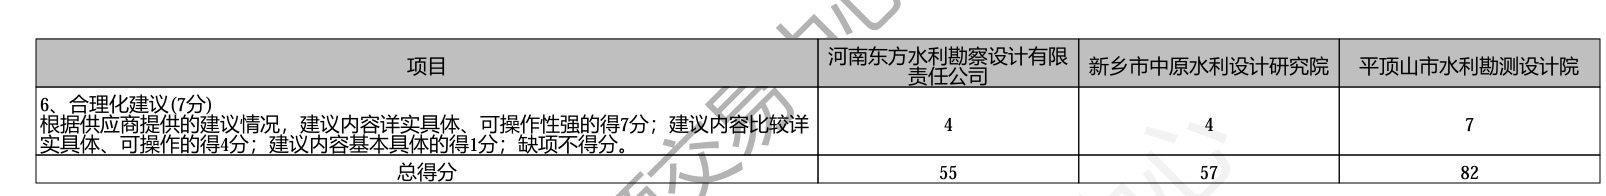 项目
河南东方水利勘察设计有限
责任公司
新乡市中原水利设计研究院
平顶山市水利勘测设计院
6、合理化建议(7分)
根据供应商提供的建议情况，建议内容详实具体、可操作性强的得7分；建议内容比较详
实具体、可操作的得4分；建议内容基本具体的得1分；缺项不得分。
4
4
7
总得分
55
57
82